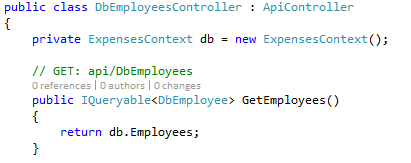 public class DbEmployeesController : ApiController
{
private ExpensesContext db = new ExpensesContext();
// GET: api/DbEmployees
0 references | 0 authors | 0 changes
public IQueryable<DbEmployee> GetEmployees()
{
return db.Employees;
}